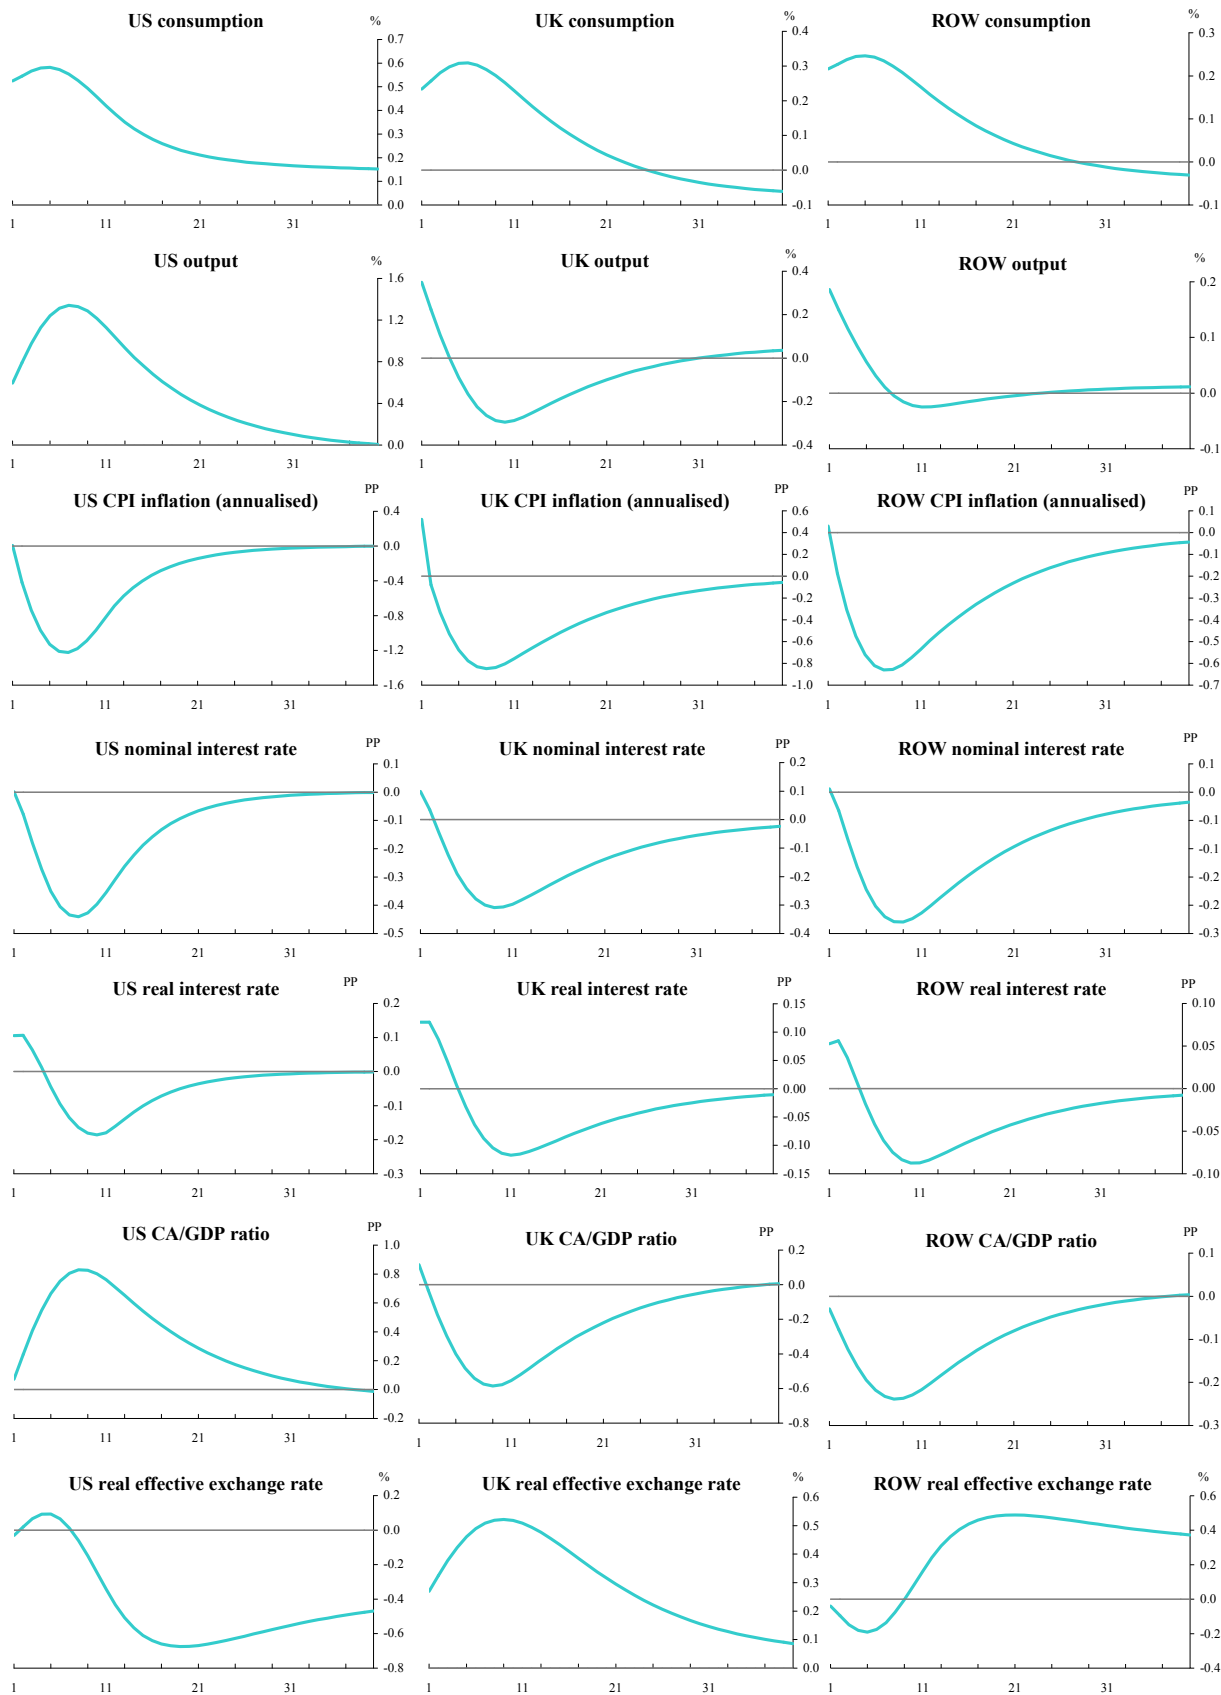 US consumption
%
0.7
0.6
0.5
0.4
0.3
0.2
0.1
0.0
1 11 21 31
UK consumption
%
0.4
0.3
0.2
0.1
0.0
-0.1
1 11 21 31
ROW consumption
%
0.3
0.2
0.1
0.0
-0.1
1 11 21 31
US output
%
1.6
1.2
0.8
0.4
0.0
1 11 21 31
UK output
%
0.4
0.2
0.0
-0.2
-0.4
1 11 21 31
ROW output
%
0.2
0.1
0.0
-0.1
1 11 21 31
US CPI inflation (annualised)
PP
0.4
0.0
-0.4
-0.8
-1.2
-1.6
1 11 21 31
UK CPI inflation (annualised)
PP
0.6
0.4
0.2
0.0
-0.2
-0.4
-0.6
-0.8
-1.0
1 11 21 31
ROW CPI inflation (annualised)
PP
0.1
0.0
-0.1
-0.2
-0.3
-0.4
-0.5
-0.6
-0.7
1 11 21 31
US nominal interest rate
PP
0.1
0.0
-0.1
-0.2
-0.3
-0.4
-0.5
1 11 21 31
UK nominal interest rate
PP
0.2
0.1
0.0
-0.1
-0.2
-0.3
-0.4
1 11 21 31
ROW nominal interest rate
PP
0.1
0.0
-0.1
-0.1
-0.2
-0.2
-0.3
1 11 21 31
US real interest rate
PP
0.2
0.1
0.0
-0.1
-0.2
-0.3
1 11 21 31
UK real interest rate
PP
0.15
0.10
0.05
0.00
-0.05
-0.10
-0.15
1 11 21 31
ROW real interest rate
PP
0.10
0.05
0.00
-0.05
-0.10
1 11 21 31
US CA/GDP ratio
PP
1.0
0.8
0.6
0.4
0.2
0.0
-0.2
1 11 21 31
UK CA/GDP ratio
PP
0.2
0.0
-0.2
-0.4
-0.6
-0.8
1 11 21 31
ROW CA/GDP ratio
PP
0.1
0.0
-0.1
-0.2
-0.3
1 11 21 31
US real effective exchange rate
%
0.2
0.0
-0.2
-0.4
-0.6
-0.8
1 11 21 31
UK real effective exchange rate
%
0.6
0.5
0.4
0.3
0.2
0.1
0.0
1 11 21 31
ROW real effective exchange rate
%
0.6
0.4
0.2
0.0
-0.2
-0.4
1 11 21 31